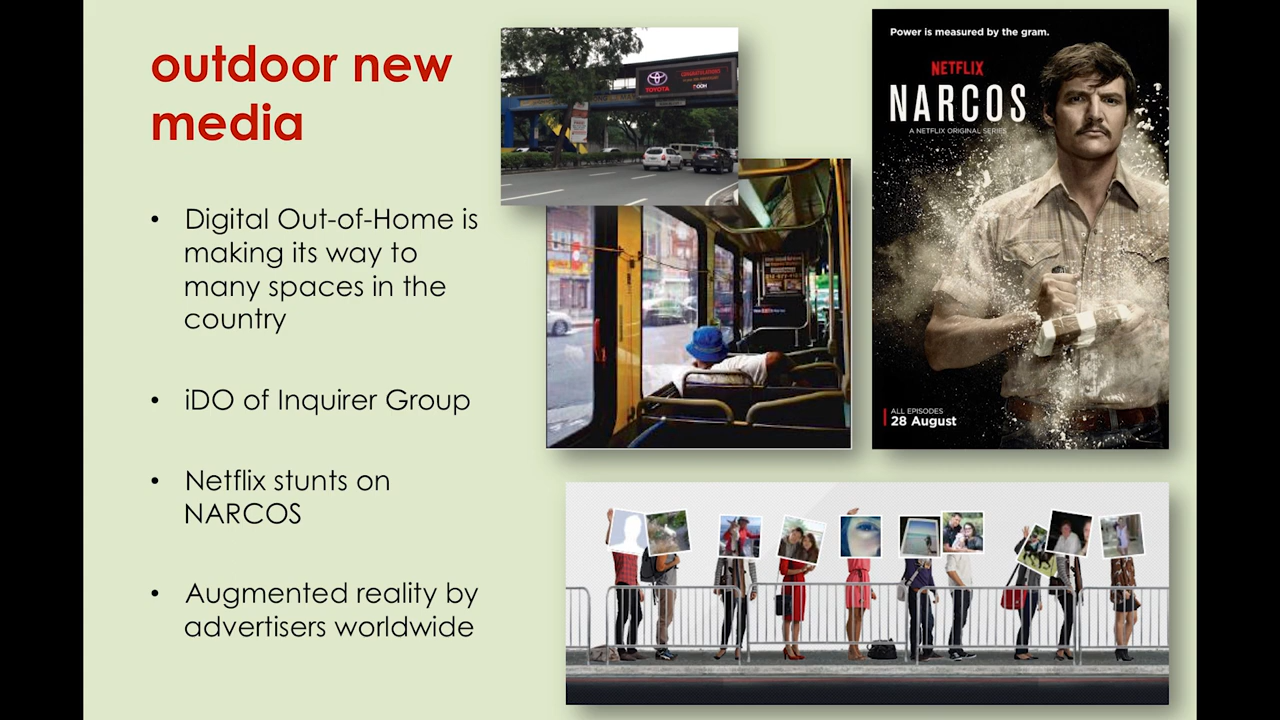 outdoor new
media
• Digital Out-of-Home is
making its way to
many spaces in the
country
• iDO of Inquirer Group
• Netflix stunts on
NARCOS
• Augmented reality by
advertisers worldwide
TOYOTA
CONGRATULATIONS
OOH
Power is measured by the gram.
NETFLIX
NARCOS
A NETFLIX ORIGINAL SERIES
ALL EPISODES
28 August